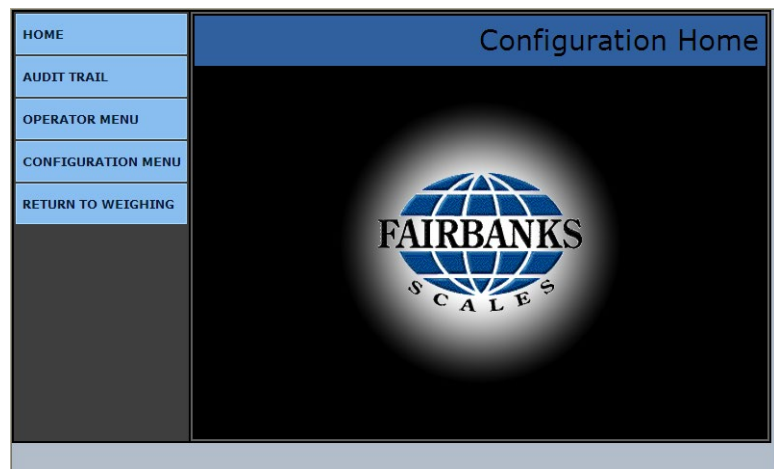 HOME
Configuration Home
AUDIT TRAIL
OPERATOR MENU
CONFIGURATION MENU
RETURN TO WEIGHING
FAIRBANKS
SCALES